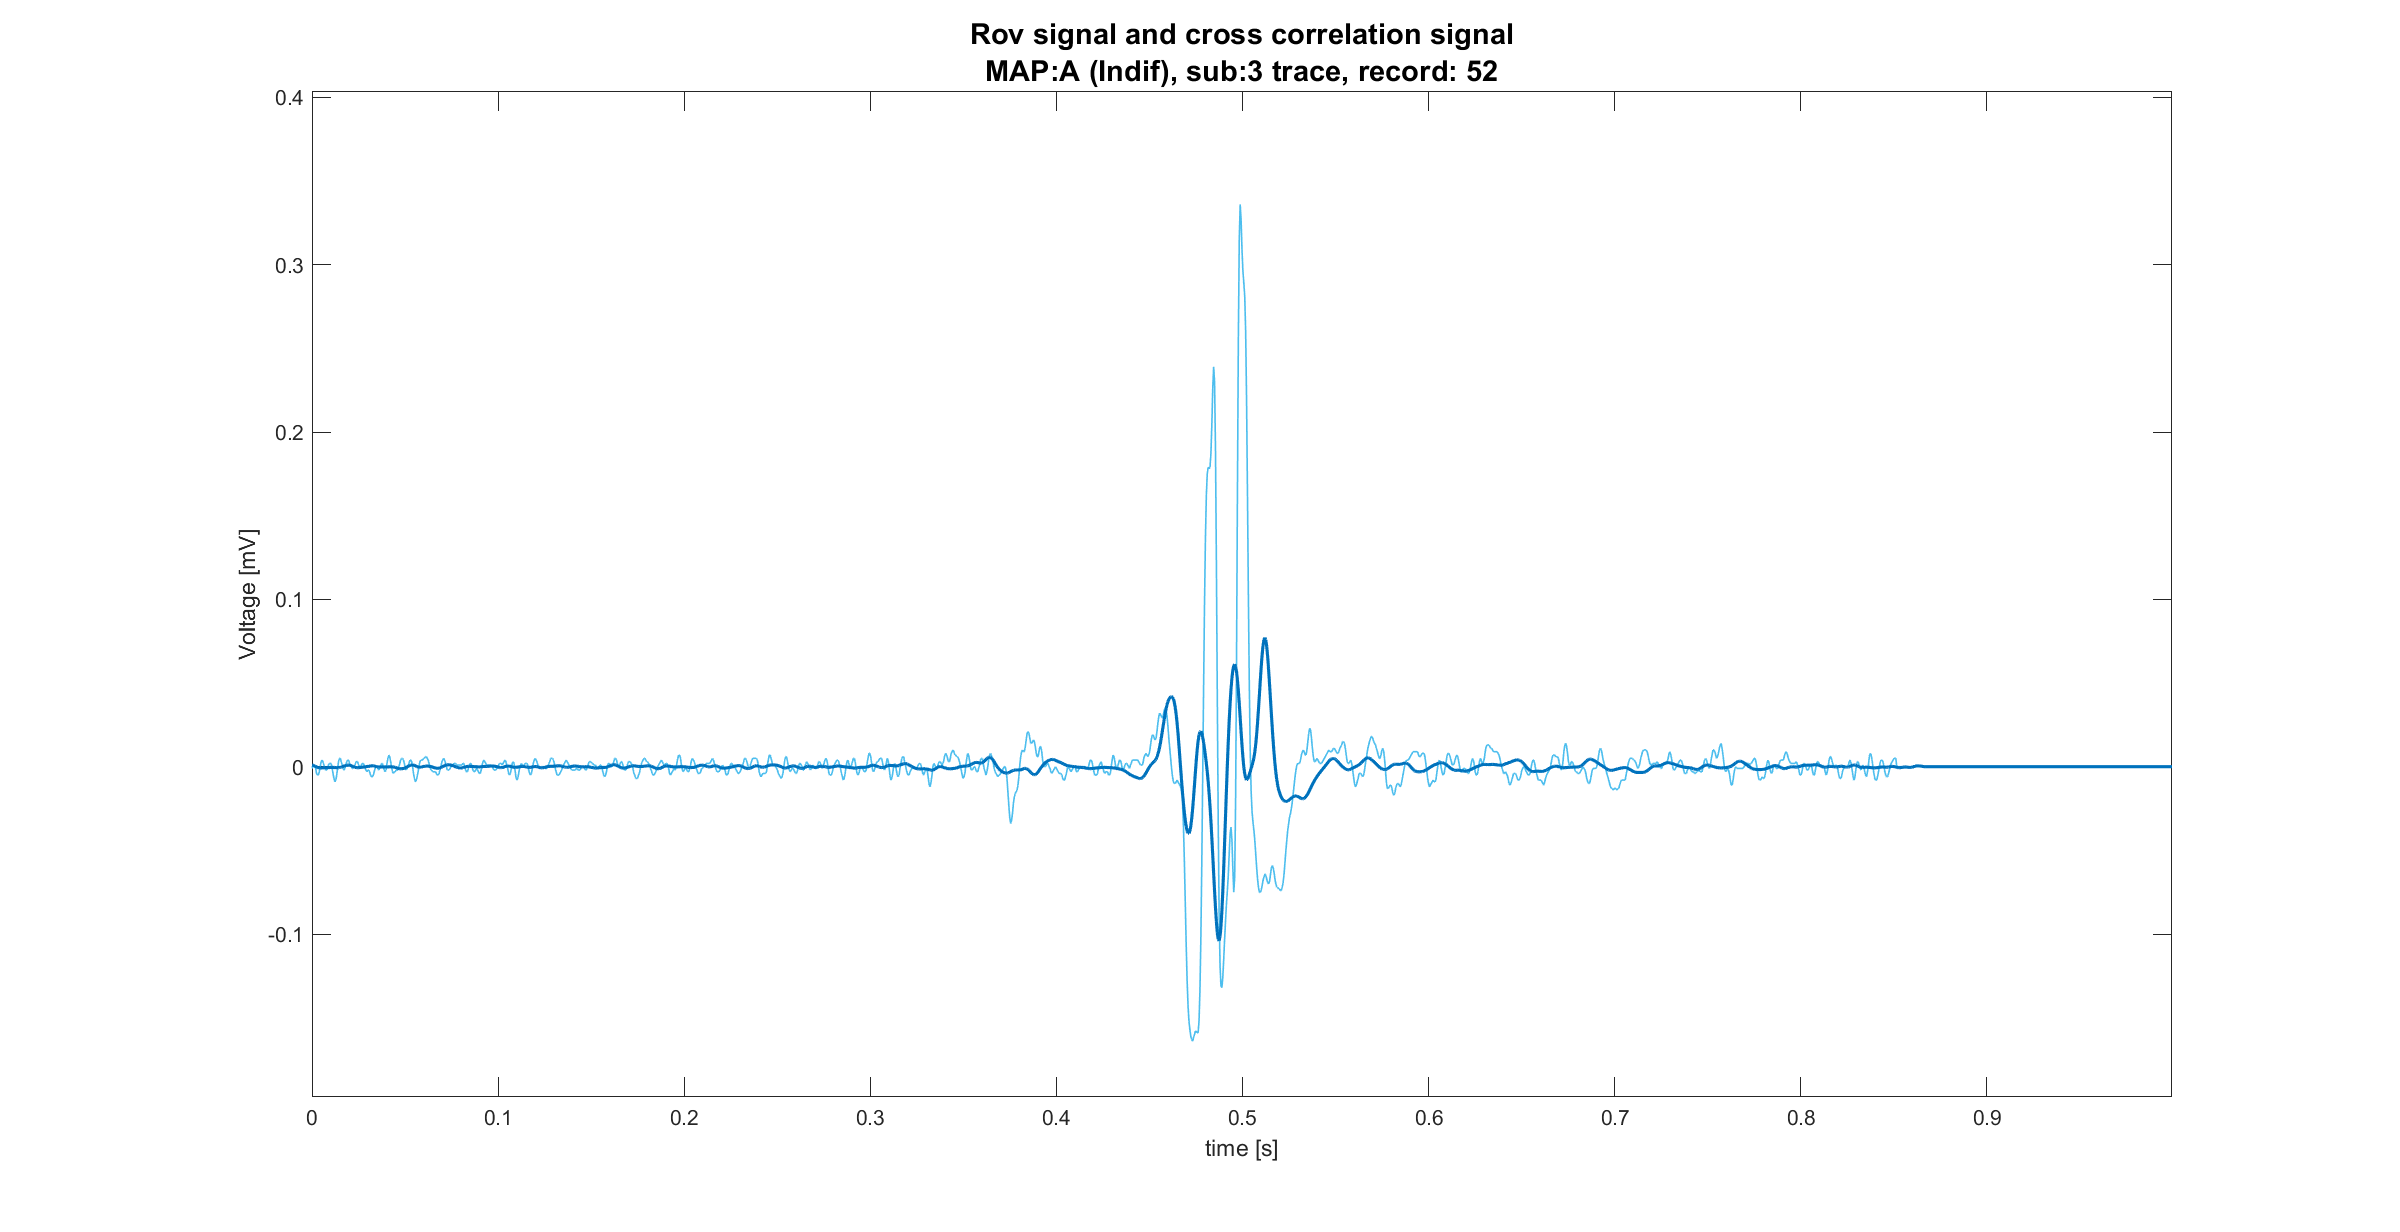 Rov signal and cross correlation signal
MAP:A (Indif), sub:3 trace, record: 52
0.4
0.3
0.2
0.1
0
-0.1
Voltage [mV]
0 0.1 0.2 0.3 0.4 0.5 0.6 0.7 0.8 0.9
time [s]